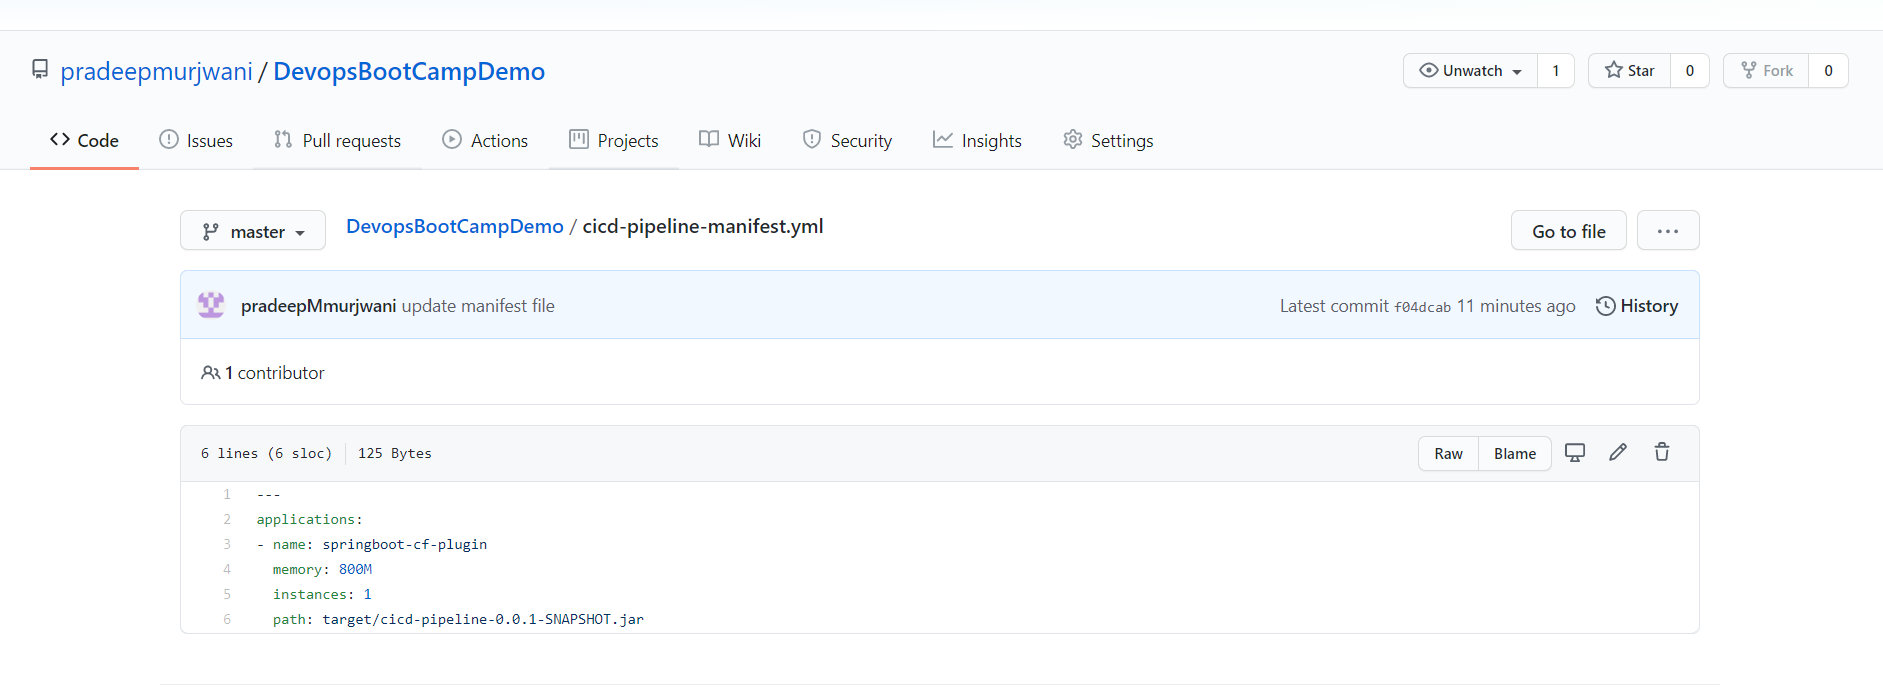 pradeepmurjwani / DevopsBootCampDemo
Unwatch 1 Star 0 Fork 0
Code Issues Pull requests Actions Projects Wiki Security Insights Settings
master DevopsBootCampDemo / cicd-pipeline-manifest.yml Go to file ...
pradeepMmurjwani update manifest file Latest commit f04dcab 11 minutes ago History
1 contributor
6 lines (6 sloc) 125 Bytes Raw Blame
1 ---
2 applications:
3 - name: springboot-cf-plugin
4 memory: 800M
5 instances: 1
6 path: target/cicd-pipeline-0.0.1-SNAPSHOT.jar